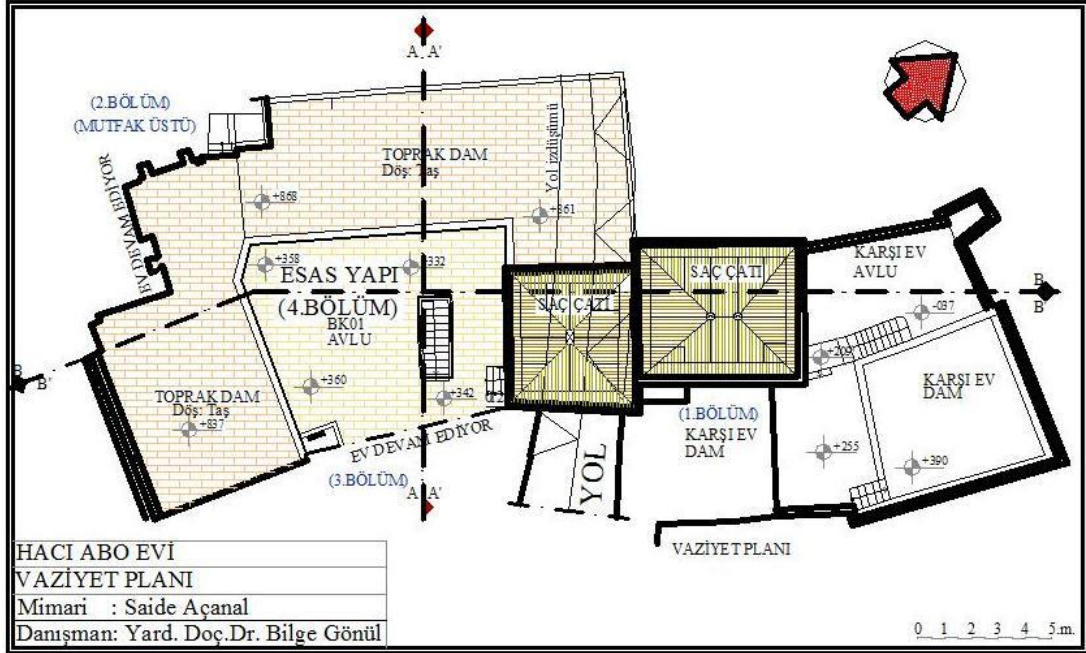 A A'
(2.BÖLÜM)
(MUTFAK ÜSTÜ)
EV DEVAM EDİYOR
TOPRAK DAM
Döş: Taş
Yol izdüşümü
+868
+861
+358
+332
ESAS YAPI
(4.BÖLÜM)
BK01
AVLU
SAÇ ÇATI
SAÇ ÇATI
KARŞI EV
AVLU
-037
B
B'
B
B'
+209
+360
+342
TOPRAK DAM
Döş: Taş
+837
KARŞI EV
DAM
(1.BÖLÜM)
KARŞI EV
DAM
EV DEVAM EDİYOR
(3.BÖLÜM)
+255
+390
A A'
YOL
VAZİYET PLANI
HACI ABO EVİ
VAZİYET PLANI
Mimari : Saide Açanal
Danışman: Yard. Doç.Dr. Bilge Gönül
0 1 2 3 4 5.m.